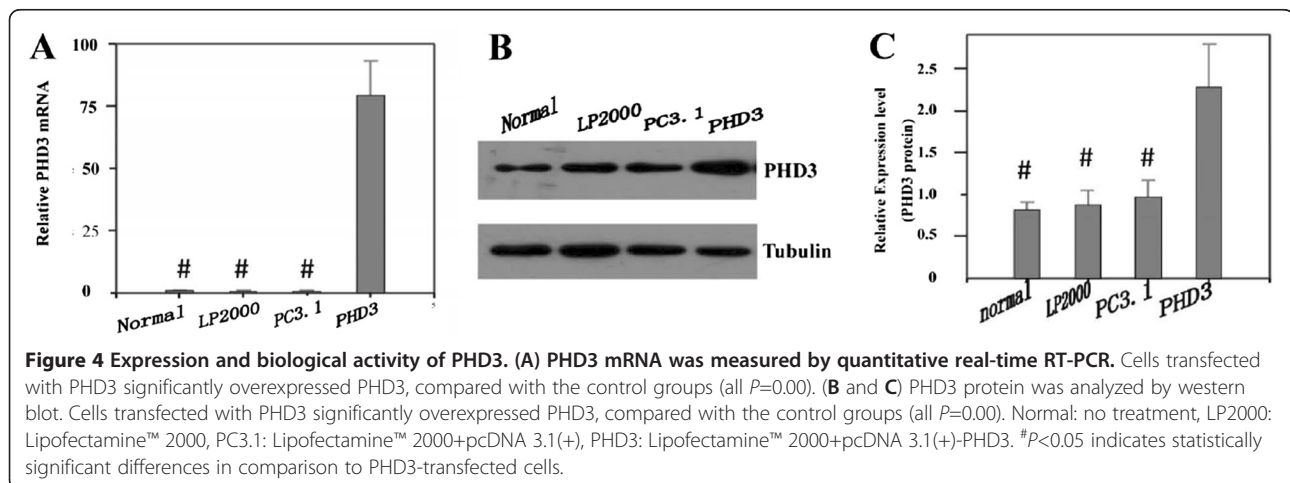 A
100
75
50
25
0
Relative PHD3 mRNA
# # #
Normal LP2000 PC3.1 PHD3
B
Normal LP2000 PC3.1 PHD3
PHD3
Tubulin
C
2.5
2.0
1.5
1.0
0.5
0
Relative Expression level
(PHD3 protein)
# # #
normal LP2000 PC3.1 PHD3
Figure 4 Expression and biological activity of PHD3. (A) PHD3 mRNA was measured by quantitative real-time RT-PCR. Cells transfected
with PHD3 significantly overexpressed PHD3, compared with the control groups (all P=0.00). (B and C) PHD3 protein was analyzed by western
blot. Cells transfected with PHD3 significantly overexpressed PHD3, compared with the control groups (all P=0.00). Normal: no treatment, LP2000:
Lipofectamine™ 2000, PC3.1: Lipofectamine™ 2000+pcDNA 3.1(+), PHD3: Lipofectamine™ 2000+pcDNA 3.1(+)-PHD3. #P<0.05 indicates statistically
significant differences in comparison to PHD3-transfected cells.